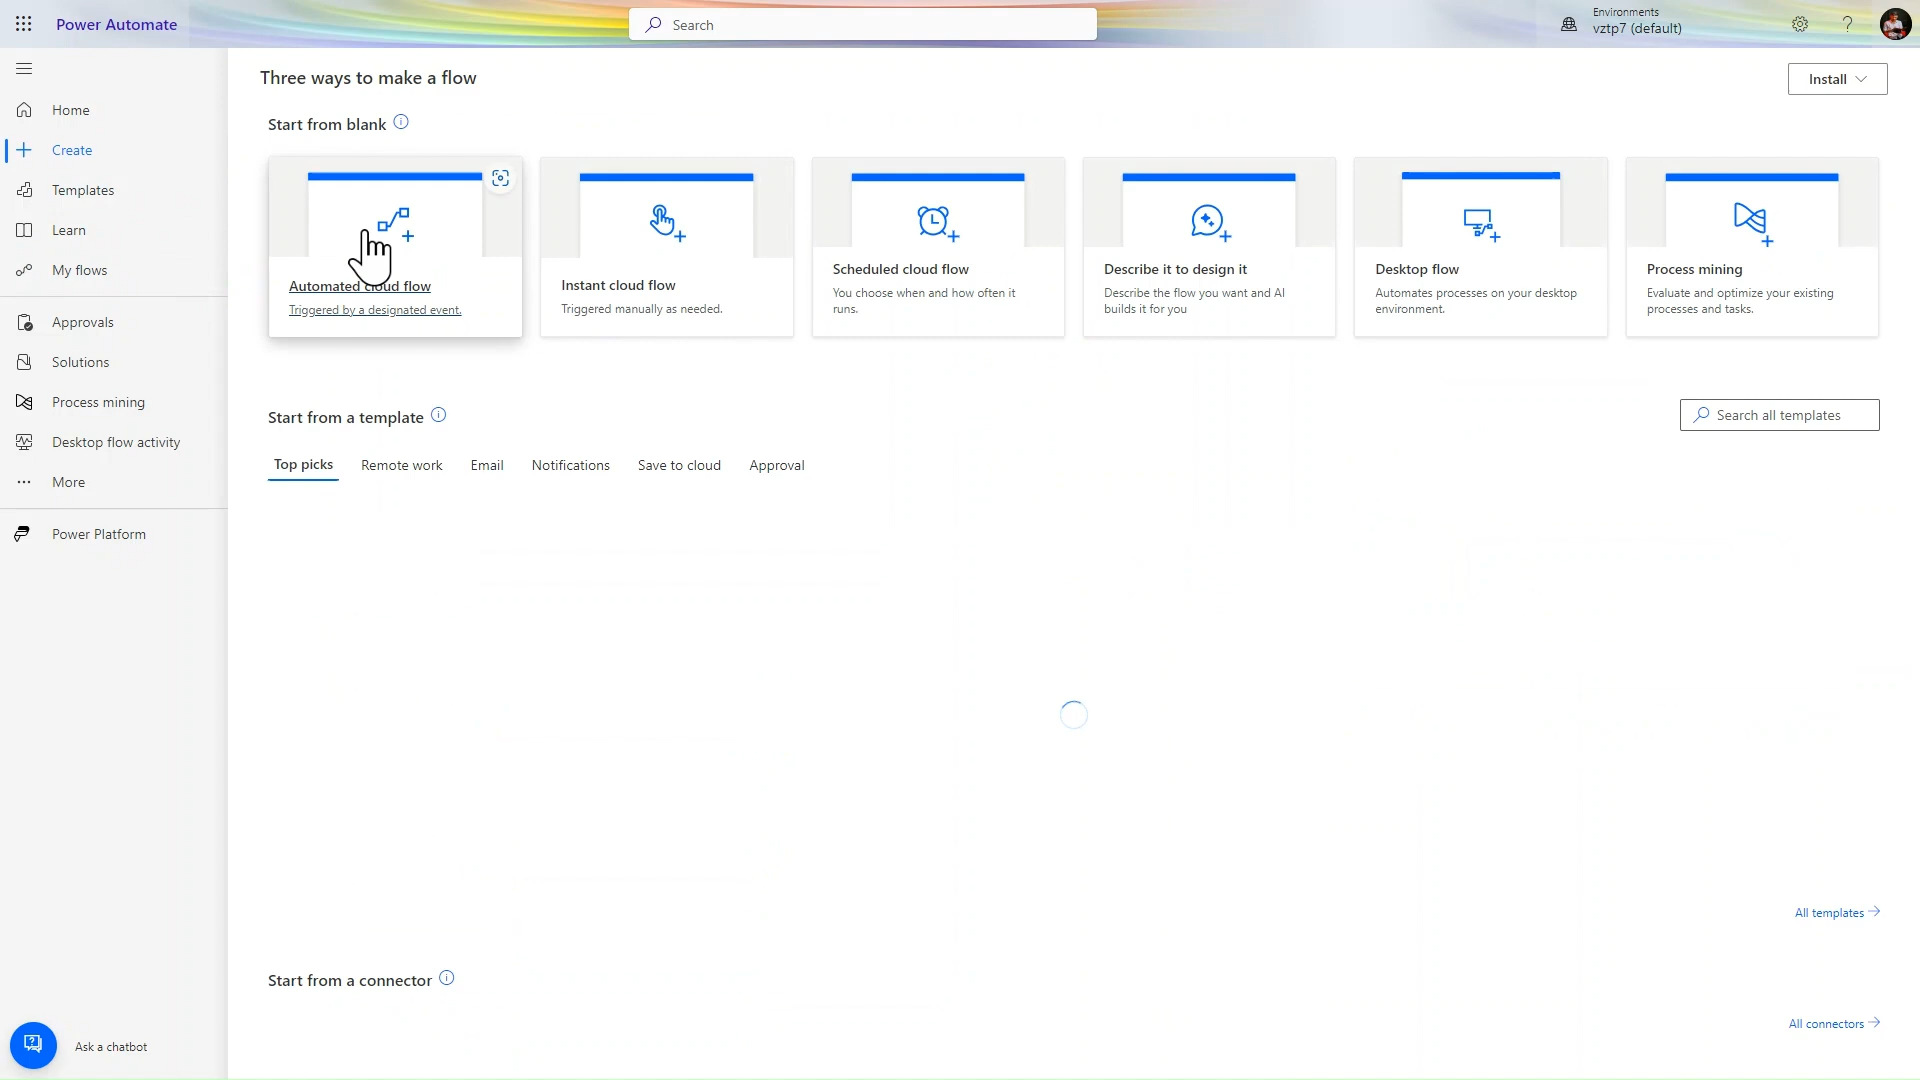 Power Automate
Search
Environments
vztp7 (default)
Home
Create
Templates
Learn
My flows
Approvals
Solutions
Process mining
Desktop flow activity
More
Power Platform
Ask a chatbot
Three ways to make a flow
Install
Start from blank
Automated cloud flow
Triggered by a designated event.
Instant cloud flow
Triggered manually as needed.
Scheduled cloud flow
You choose when and how often it
runs.
Describe it to design it
Describe the flow you want and AI
builds it for you
Desktop flow
Automates processes on your desktop
environment.
Process mining
Evaluate and optimize your existing
processes and tasks.
Start from a template
Search all templates
Top picks
Remote work
Email
Notifications
Save to cloud
Approval
All templates
Start from a connector
All connectors